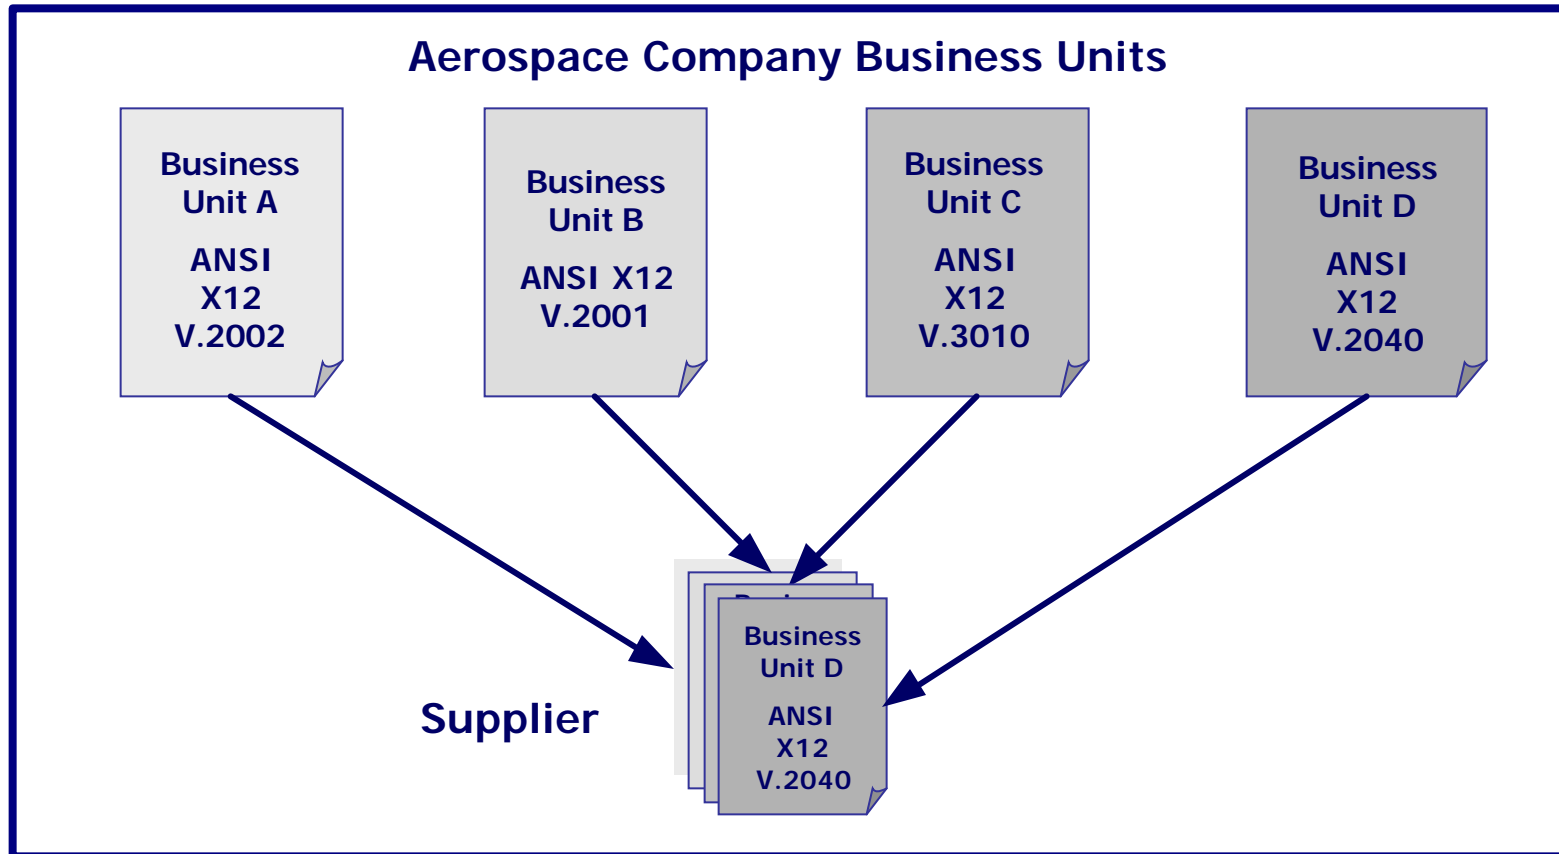 Aerospace Company Business Units
Business
Unit A
ANSI
X12
V.2002
Business
Unit B
ANSI X12
V.2001
Business
Unit C
ANSI
X12
V.3010
Business
Unit D
ANSI
X12
V.2040
Supplier
Business
Unit D
ANSI
X12
V.2040